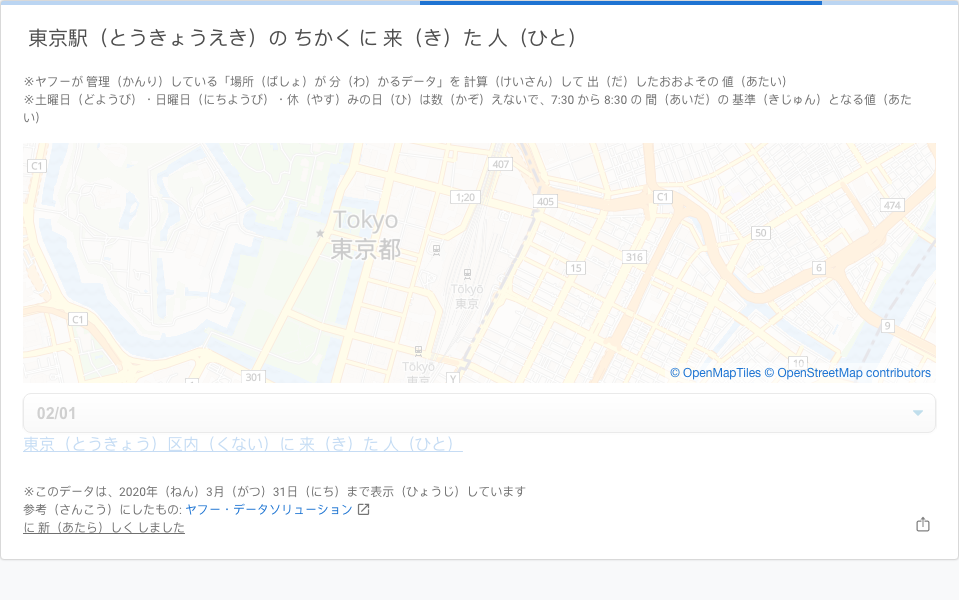 東京駅（とうきょうえき）の ちかく に 来（き）た 人（ひと）
※ヤフーが 管理（かんり）している「場所（ばしょ）が 分（わ）かるデータ」を 計算（けいさん）して 出（だ）したおおよその 値（あたい）
※土曜日（どようび）・日曜日（にちようび）・休（やす）みの日（ひ）は数（かぞ）えないで、7:30 から 8:30 の 間（あいだ）の 基準（きじゅん）となる値（あた
い）
C1
407
1;20
405
C1
474
Tokyo
東京都
50
316
15
6
Tōkyō
東京
C1
9
Tōkyō
東京
Y
301
10
© OpenMapTiles © OpenStreetMap contributors
02/01
東京（とうきょう）区内（くない）に 来（き）た 人（ひと）
※このデータは、2020年（ねん）3月（がつ）31日（にち）まで表示（ひょうじ）しています
参考（さんこう）にしたもの: ヤフー・データソリューション
に 新（あたら）しく しました